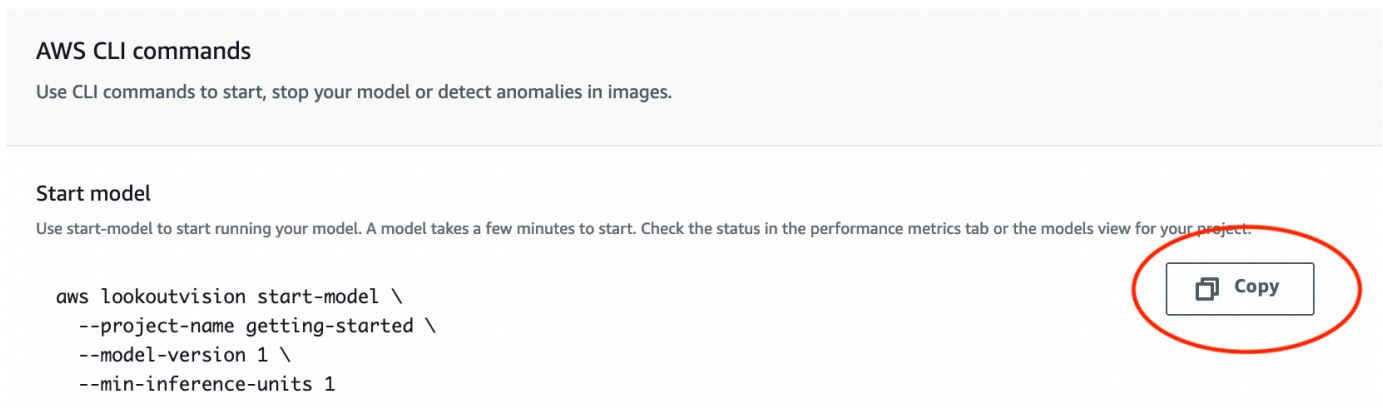 AWS CLI commands
Use CLI commands to start, stop your model or detect anomalies in images.
Start model
Use start-model to start running your model. A model takes a few minutes to start. Check the status in the performance metrics tab or the models view for your project.
Copy
aws lookoutvision start-model \
--project-name getting-started \
--model-version 1 \
--min-inference-units 1